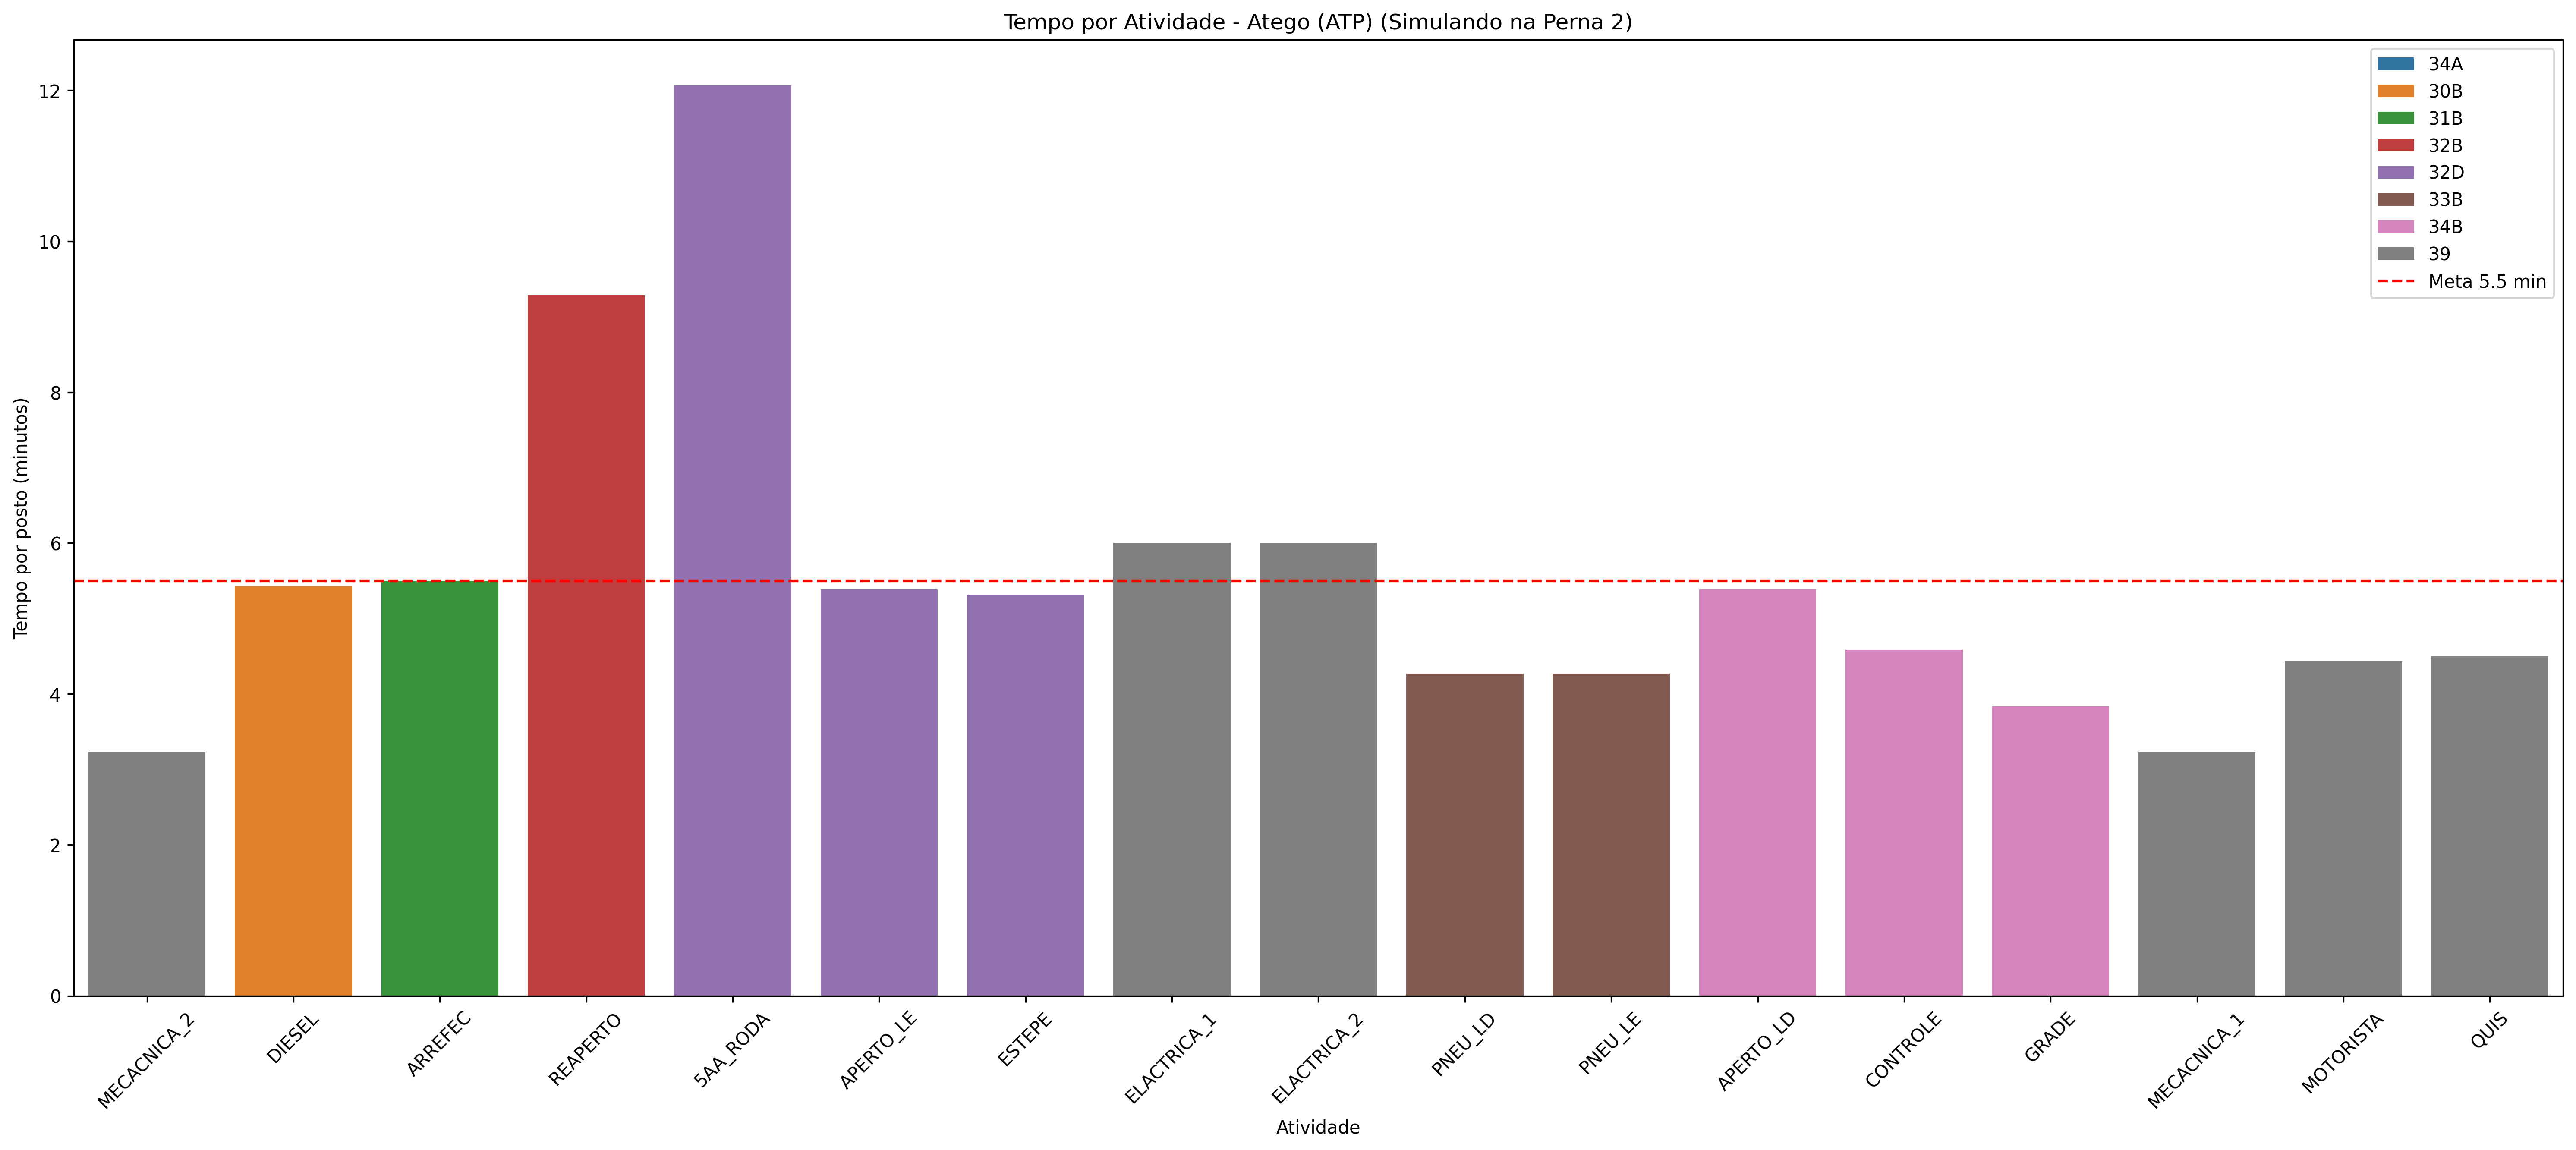 Tempo por Atividade - Atego (ATP) (Simulando na Perna 2)
34A
30B
31B
32B
32D
33B
34B
39
Meta 5.5 min
Tempo por posto (minutos)
12
10
8
6
4
2
0
MECACNICA_2
DIESEL
ARREFEC
REAPERTO
5AA_RODA
APERTO_LE
ESTEPE
ELACTRICA_1
ELACTRICA_2
PNEU_LD
PNEU_LE
APERTO_LD
CONTROLE
GRADE
MECACNICA_1
MOTORISTA
QUIS
Atividade